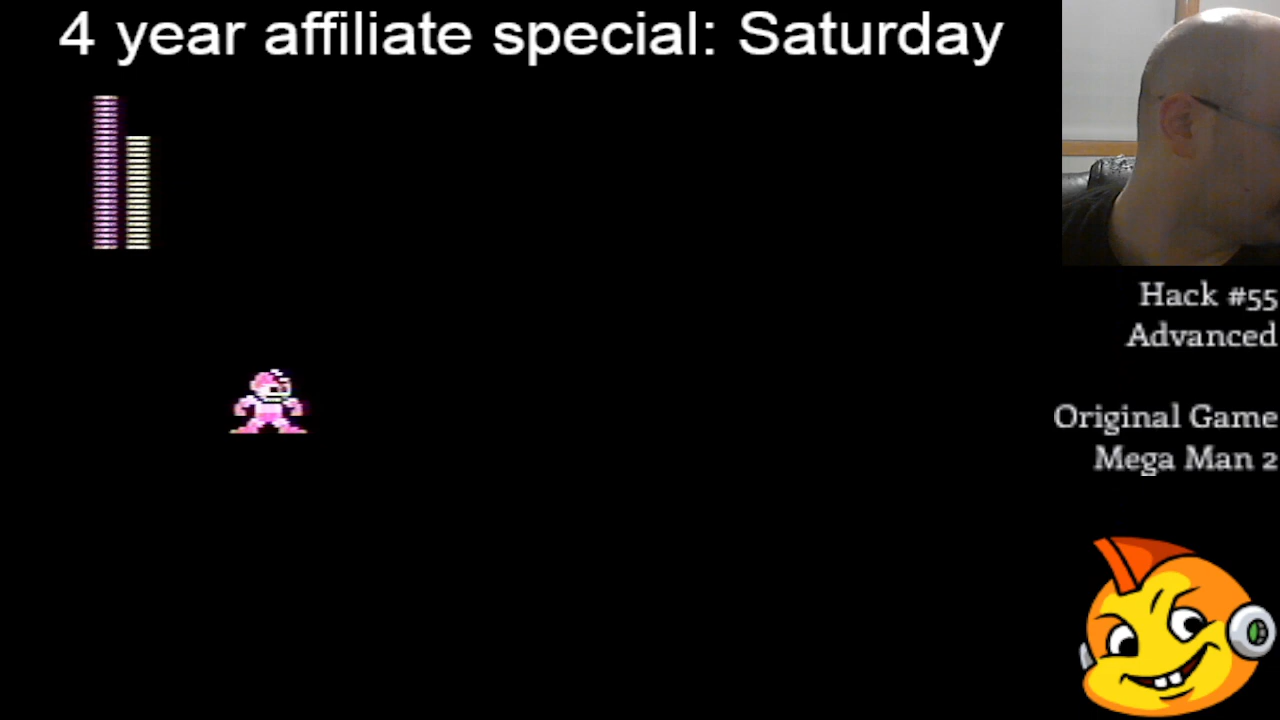 4 year affiliate special: Saturday
Hack #55
Advanced
Original Game
Mega Man 2